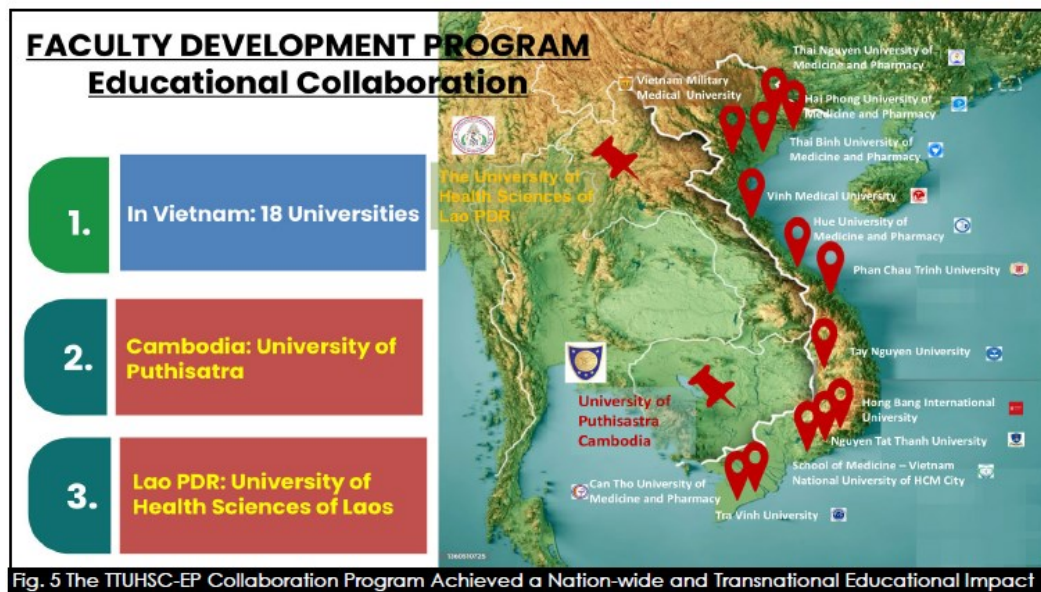 FACULTY DEVELOPMENT PROGRAM
Educational Collaboration
1.
In Vietnam: 18 Universities
2.
Cambodia: University of
Puthisatra
3.
Lao PDR: University of
Health Sciences of Laos
The University of
Health Sciences of
Lao PDR
Vietnam Military
Medical University
Thai Nguyen University of
Medicine and Pharmacy
Hai Phong University of
Medicine and Pharmacy
Thai Binh University of
Medicine and Pharmacy
Vinh Medical University
Hue University of
Medicine and Pharmacy
Phan Chau Trinh University
Tay Nguyen University
University of
Puthisastra
Cambodia
Hong Bang International
University
Nguyen Tat Thanh University
School of Medicine – Vietnam
National University of HCM City
Can Tho University of
Medicine and Pharmacy
Tra Vinh University
1360910725
Fig. 5 The TTUHSC-EP Collaboration Program Achieved a Nation-wide and Transnational Educational Impact